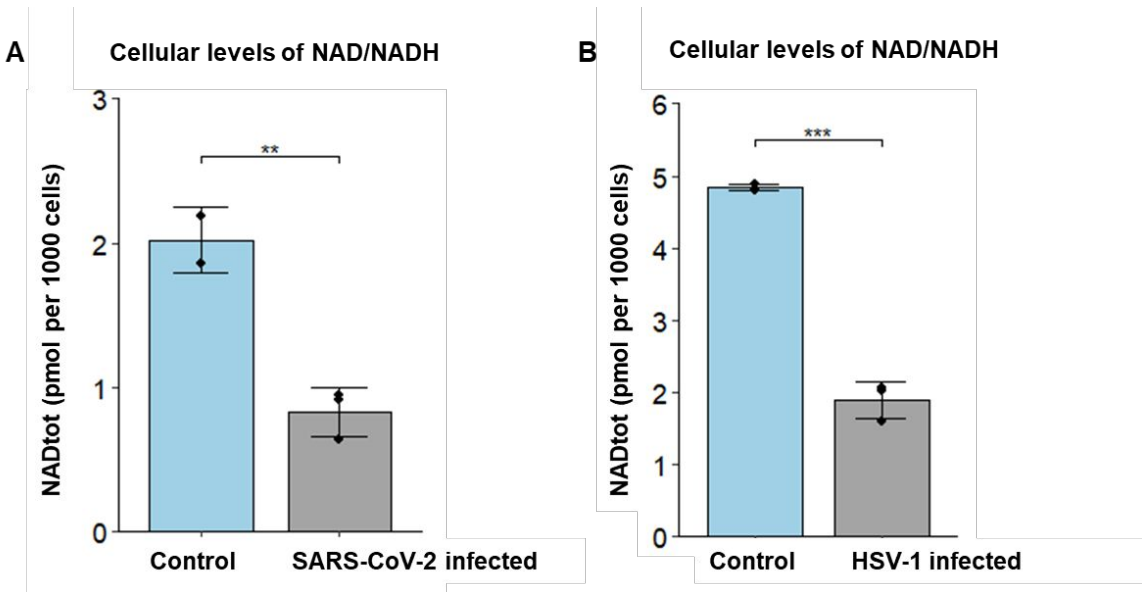 A
Cellular levels of NAD/NADH
NADtot (pmol per 1000 cells)
3
2
1
0
**
Control
SARS-CoV-2 infected
B
Cellular levels of NAD/NADH
NADtot (pmol per 1000 cells)
6
5
4
3
2
1
0
***
Control
HSV-1 infected